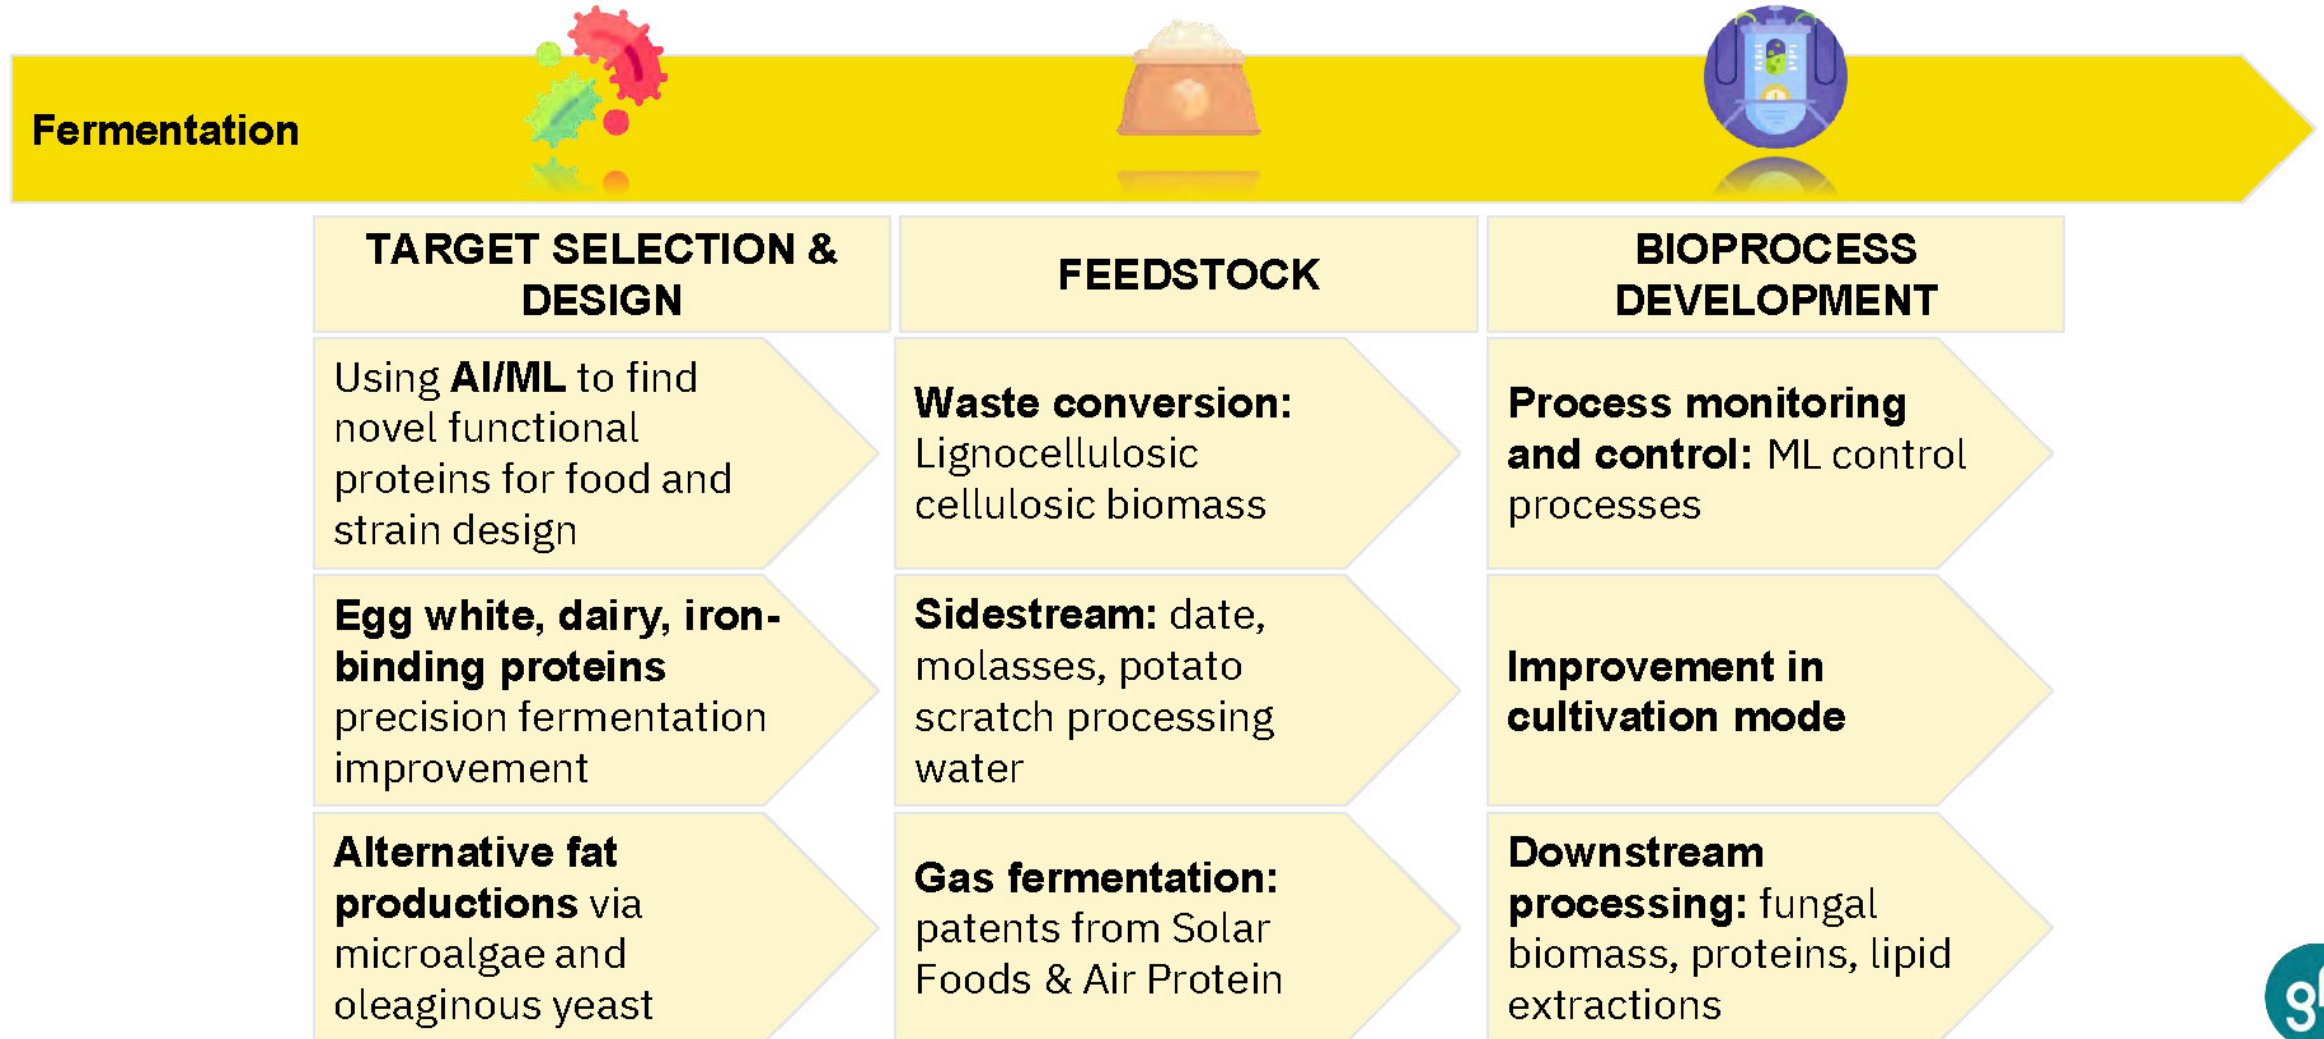 Fermentation
TARGET SELECTION &
DESIGN
FEEDSTOCK
BIOPROCESS
DEVELOPMENT
Using AI/ML to find
novel functional
proteins for food and
strain design
Waste conversion:
Lignocellulosic
cellulosic biomass
Process monitoring
and control: ML control
processes
Egg white, dairy, iron-
binding proteins
precision fermentation
improvement
Sidestream: date,
molasses, potato
scratch processing
water
Improvement in
cultivation mode
Alternative fat
productions via
microalgae and
oleaginous yeast
Gas fermentation:
patents from Solar
Foods & Air Protein
Downstream
processing: fungal
biomass, proteins, lipid
extractions